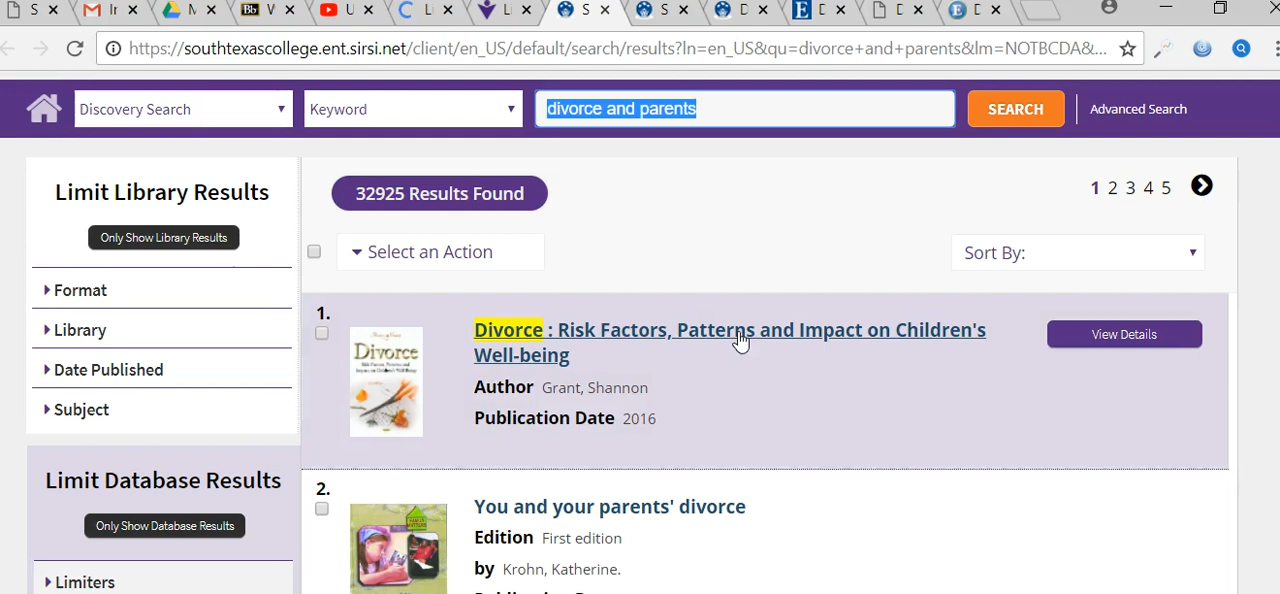 S
Ir
M
Bb V
U
L
L
S
S
D
E D
D
E D
https://southtexascollege.ent.sirsi.net/client/en_US/default/search/results?ln=en_US&qu=divorce+and+parents&lm=NOTBCDA&...
Discovery Search
Keyword
divorce and parents
SEARCH
Advanced Search
Limit Library Results
Only Show Library Results
Format
Library
Date Published
Subject
Limit Database Results
Only Show Database Results
Limiters
32925 Results Found
1 2 3 4 5
Select an Action
Sort By:
1.
Divorce
Divorce : Risk Factors, Patterns and Impact on Children's
Well-being
Author Grant, Shannon
Publication Date 2016
View Details
2.
You and your parents' divorce
Edition First edition
by Krohn, Katherine.